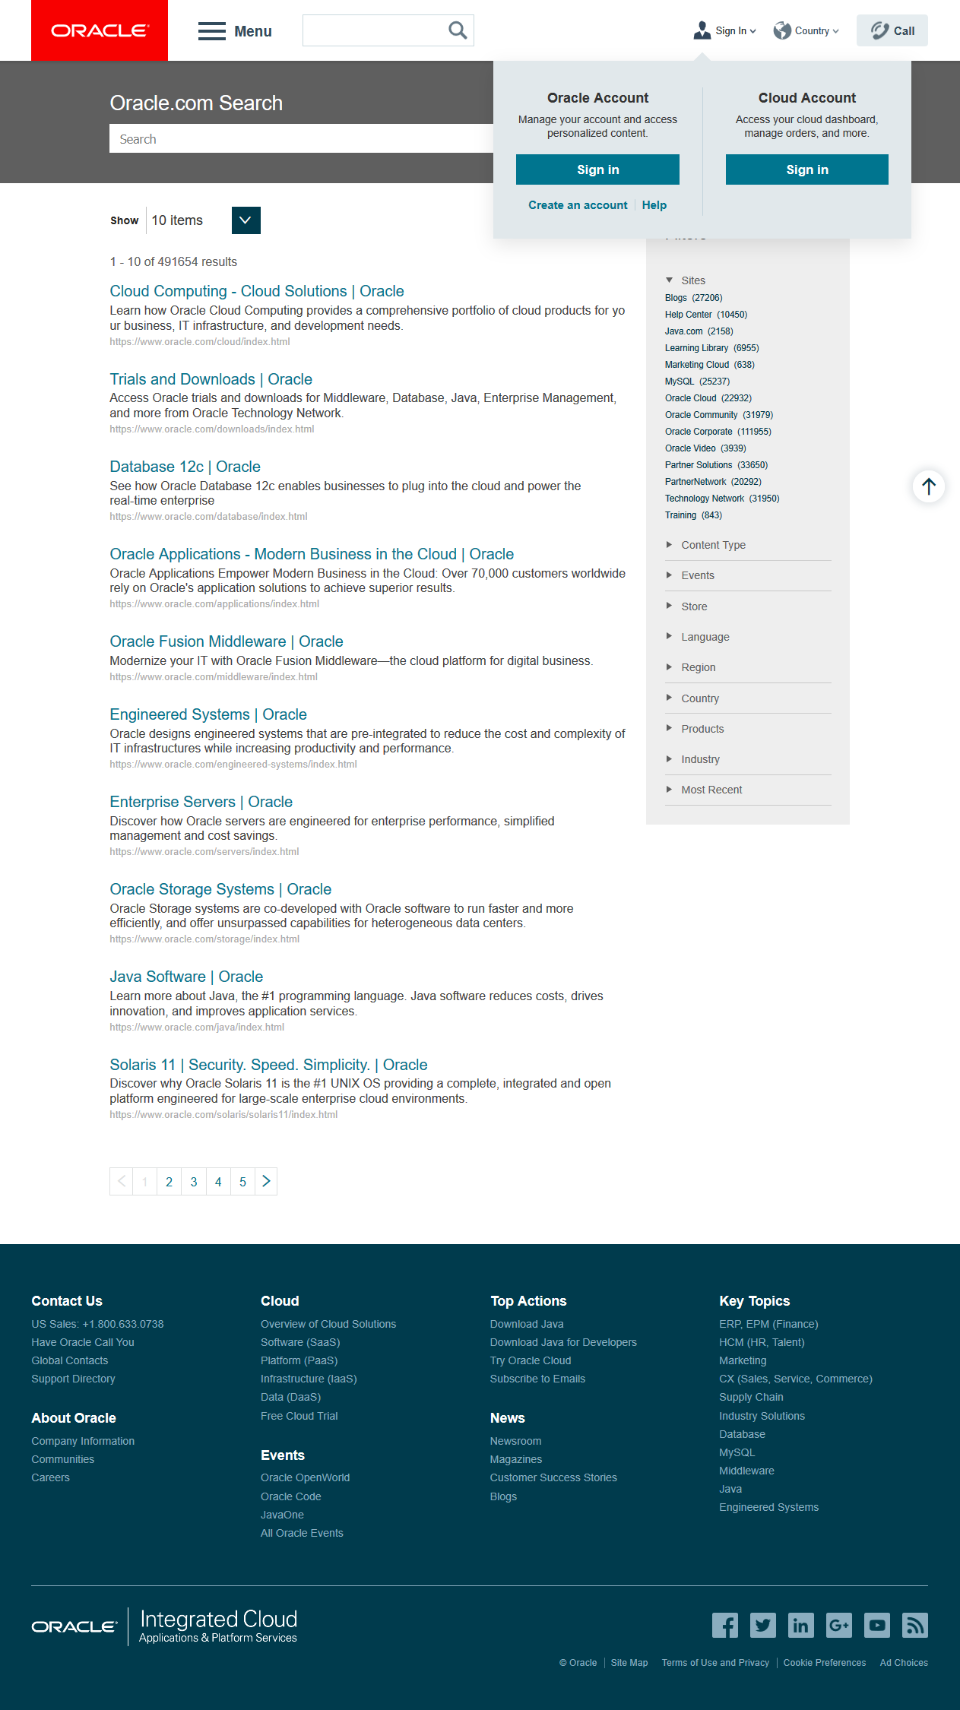 ORACLE
Menu
Sign In
Country
Call
Oracle.com Search
Search
Oracle Account
Manage your account and access
personalized content.
Sign in
Create an account | Help
Cloud Account
Access your cloud dashboard,
manage orders, and more.
Sign in
Show 10 items
1 - 10 of 491654 results
Cloud Computing - Cloud Solutions | Oracle
Learn how Oracle Cloud Computing provides a comprehensive portfolio of cloud products for yo
ur business, IT infrastructure, and development needs.
https://www.oracle.com/cloud/index.html
Trials and Downloads | Oracle
Access Oracle trials and downloads for Middleware, Database, Java, Enterprise Management,
and more from Oracle Technology Network.
https://www.oracle.com/downloads/index.html
Database 12c | Oracle
See how Oracle Database 12c enables businesses to plug into the cloud and power the
real-time enterprise
https://www.oracle.com/database/index.html
Oracle Applications - Modern Business in the Cloud | Oracle
Oracle Applications Empower Modern Business in the Cloud: Over 70,000 customers worldwide
rely on Oracle's application solutions to achieve superior results.
https://www.oracle.com/applications/index.html
Oracle Fusion Middleware | Oracle
Modernize your IT with Oracle Fusion Middleware—the cloud platform for digital business.
https://www.oracle.com/middleware/index.html
Engineered Systems | Oracle
Oracle designs engineered systems that are pre-integrated to reduce the cost and complexity of
IT infrastructures while increasing productivity and performance.
https://www.oracle.com/engineered-systems/index.html
Enterprise Servers | Oracle
Discover how Oracle servers are engineered for enterprise performance, simplified
management and cost savings.
https://www.oracle.com/servers/index.html
Oracle Storage Systems | Oracle
Oracle Storage systems are co-developed with Oracle software to run faster and more
efficiently, and offer unsurpassed capabilities for heterogeneous data centers.
https://www.oracle.com/storage/index.html
Java Software | Oracle
Learn more about Java, the #1 programming language. Java software reduces costs, drives
innovation, and improves application services.
https://www.oracle.com/java/index.html
Solaris 11 | Security. Speed. Simplicity. | Oracle
Discover why Oracle Solaris 11 is the #1 UNIX OS providing a complete, integrated and open
platform engineered for large-scale enterprise cloud environments.
https://www.oracle.com/solaris/solaris11/index.html
1 2 3 4 5
Sites
Blogs (27206)
Help Center (10450)
Java.com (2158)
Learning Library (6955)
Marketing Cloud (638)
MySQL (25237)
Oracle Cloud (22932)
Oracle Community (31979)
Oracle Corporate (111955)
Oracle Video (3939)
Partner Solutions (33650)
PartnerNetwork (20292)
Technology Network (31950)
Training (843)
Content Type
Events
Store
Language
Region
Country
Products
Industry
Most Recent
Contact Us
US Sales: +1.800.633.0738
Have Oracle Call You
Global Contacts
Support Directory
About Oracle
Company Information
Communities
Careers
Cloud
Overview of Cloud Solutions
Software (SaaS)
Platform (PaaS)
Infrastructure (IaaS)
Data (DaaS)
Free Cloud Trial
Events
Oracle OpenWorld
Oracle Code
JavaOne
All Oracle Events
Top Actions
Download Java
Download Java for Developers
Try Oracle Cloud
Subscribe to Emails
News
Newsroom
Magazines
Customer Success Stories
Blogs
Key Topics
ERP, EPM (Finance)
HCM (HR, Talent)
Marketing
CX (Sales, Service, Commerce)
Supply Chain
Industry Solutions
Database
MySQL
Middleware
Java
Engineered Systems
ORACLE
Integrated Cloud
Applications & Platform Services
© Oracle | Site Map Terms of Use and Privacy | Cookie Preferences Ad Choices